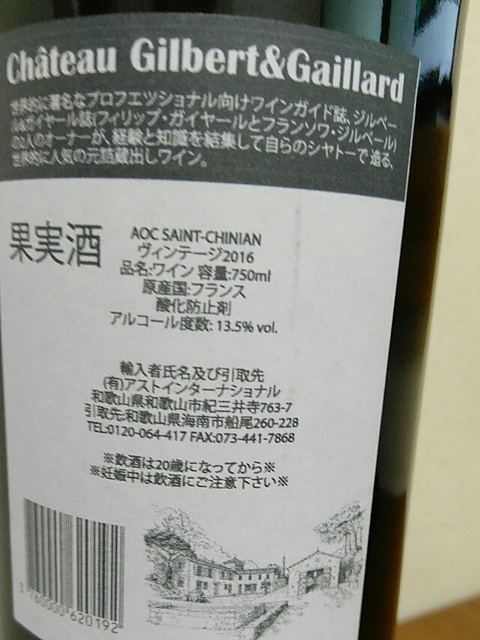 Château Gilbert&Gaillard
世界的に著名なプロフェッショナル向けワインガイド誌、ジルベー
ル&ガイヤール誌(フィリップ・ガイヤールとフランソワ・ジルベール)
の2人のオーナーが、経験と知識を結集して自らのシャトーで造る、
世界的に人気の元詰蔵出しワイン。
果実酒
AOC SAINT-CHINIAN
ヴィンテージ2016
品名:ワイン 容量:750ml
原産国:フランス
酸化防止剤
アルコール度数: 13.5% vol.
輸入者氏名及び引取先
(有)アストインターナショナル
和歌山県和歌山市紀三井寺763-7
引取先:和歌山県海南市船尾260-228
TEL:0120-064-417 FAX:073-441-7868
※飲酒は20歳になってから※
※妊娠中は飲酒にご注意下さい※
3 760000 620192